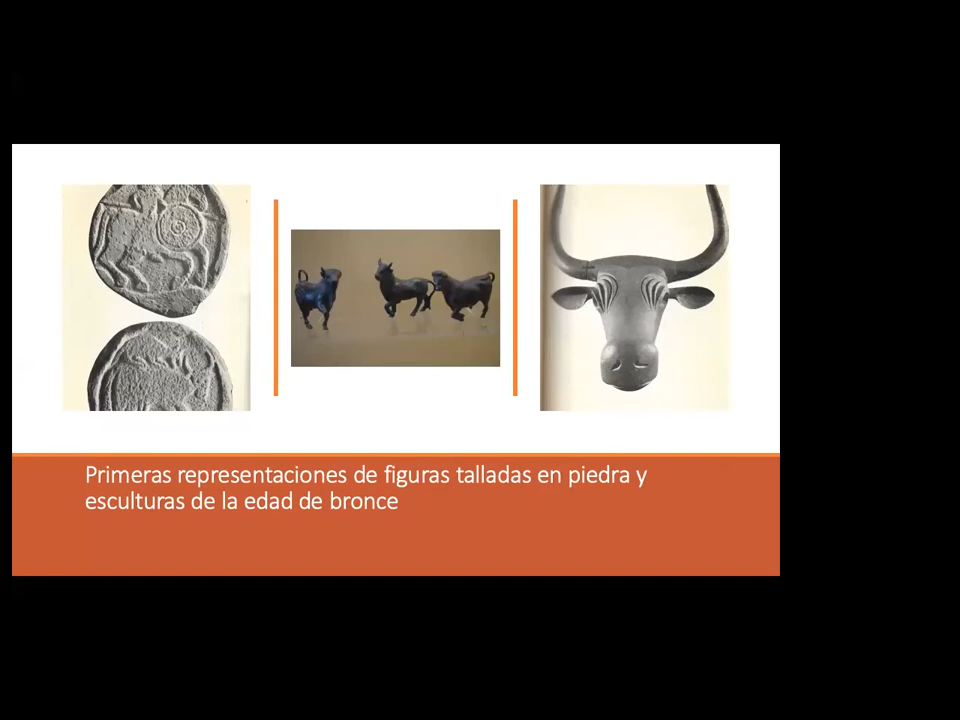 Primeras representaciones de figuras talladas en piedra y
esculturas de la edad de bronce